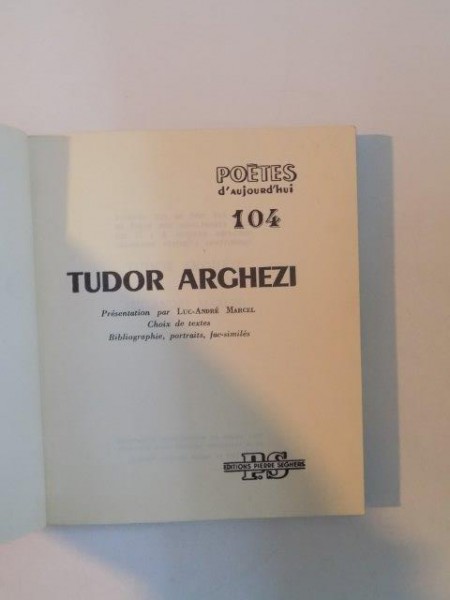 POÈTES
d'aujourd'hui
104
TUDOR ARGHEZI
Présentation par LUC-ANDRÉ MARCEL
Choix de textes
Bibliographie, portraits, fac-similés
P.S
EDITIONS PIERRE SEGHERS